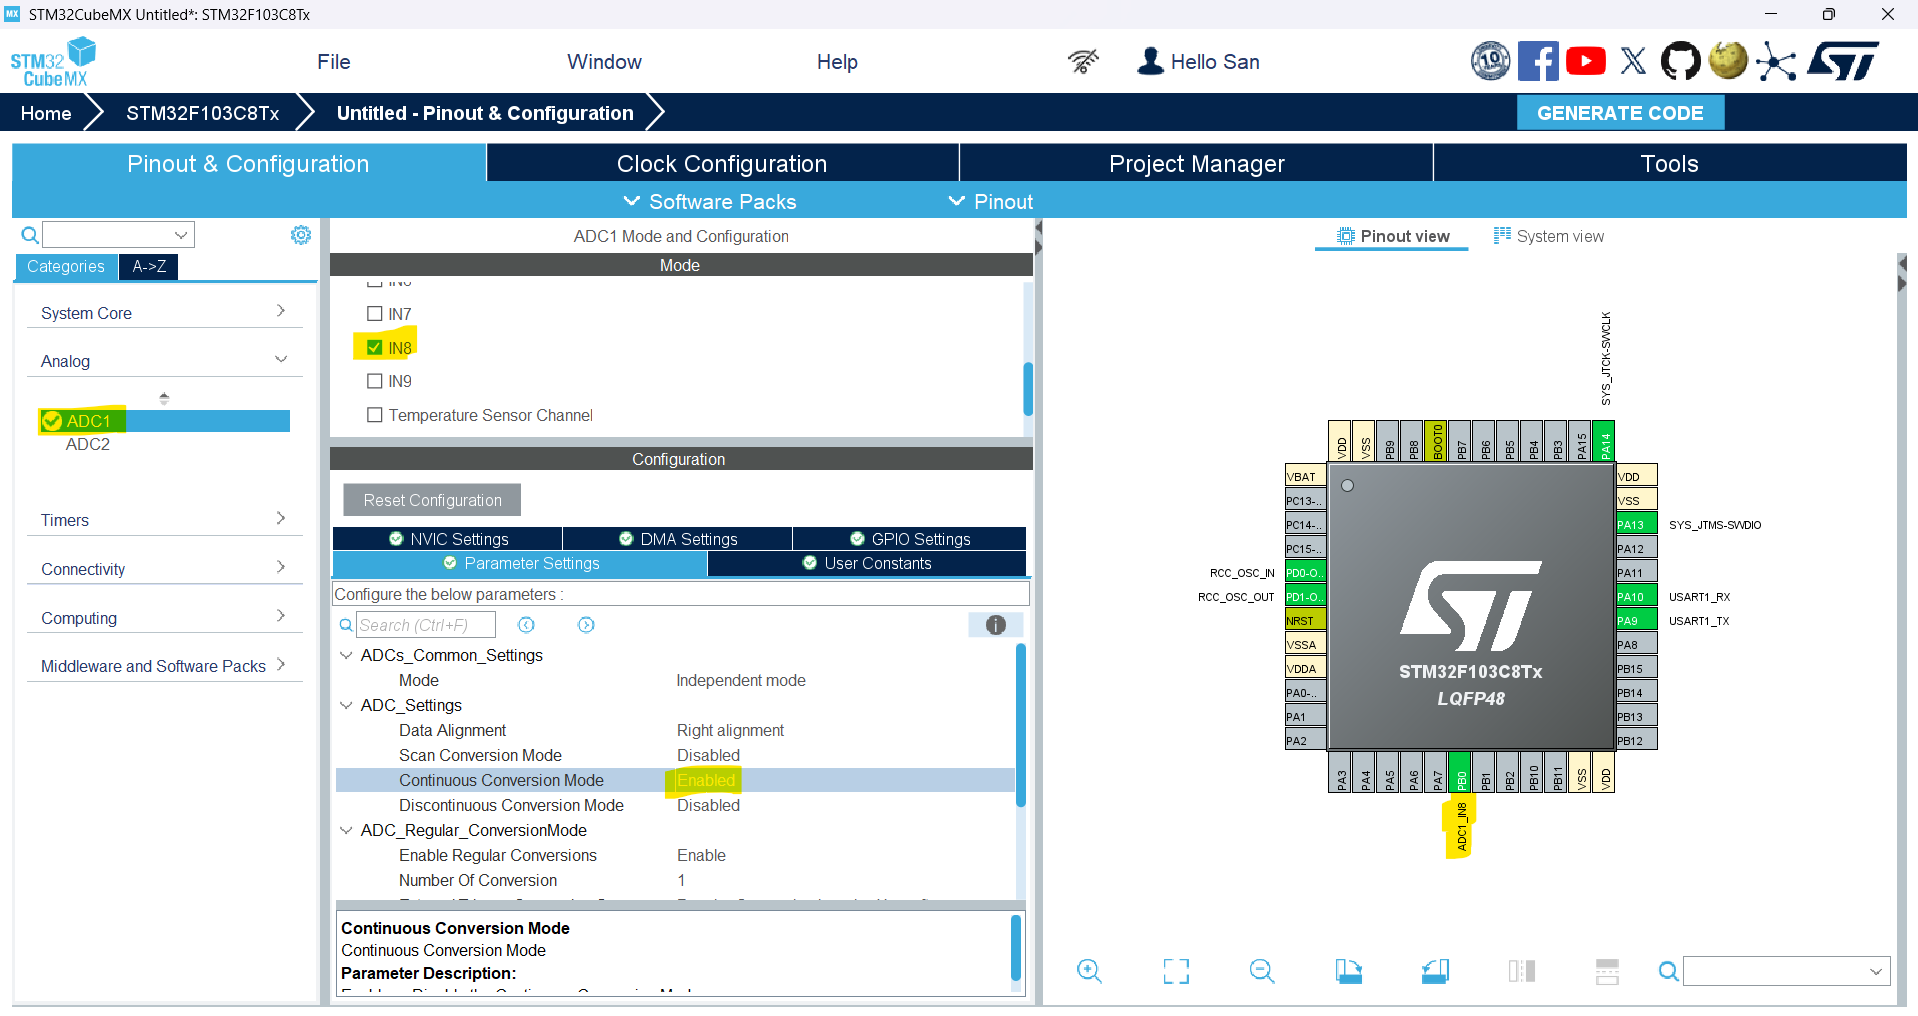 STM32CubeMX Untitled*: STM32F103C8Tx
STM32 CubeMX
File
Window
Help
Hello San
Home
STM32F103C8Tx
Untitled - Pinout & Configuration
GENERATE CODE
Pinout & Configuration
Clock Configuration
Project Manager
Tools
Software Packs
Pinout
Categories
A->Z
System Core
Analog
ADC1
ADC2
Timers
Connectivity
Computing
Middleware and Software Packs
ADC1 Mode and Configuration
Mode
IN7
IN8
IN9
Temperature Sensor Channel
Configuration
Reset Configuration
NVIC Settings
DMA Settings
GPIO Settings
Parameter Settings
User Constants
Configure the below parameters :
Search (Ctrl+F)
ADCs_Common_Settings
Mode Independent mode
ADC_Settings
Data Alignment Right alignment
Scan Conversion Mode Disabled
Continuous Conversion Mode Enabled
Discontinuous Conversion Mode Disabled
ADC_Regular_ConversionMode
Enable Regular Conversions Enable
Number Of Conversion 1
Continuous Conversion Mode
Continuous Conversion Mode
Parameter Description:
Pinout view
System view
SYS_JTCK-SWCLK
VDD
VSS
PB9
PB8
BOOT0
PB7
PB6
PB5
PB4
PB3
PA15
PA14
VBAT
PC13-..
PC14-..
PC15-..
RCC_OSC_IN PD0-O..
RCC_OSC_OUT PD1-O..
NRST
VSSA
VDDA
PA0-..
PA1
PA2
STM32F103C8Tx
LQFP48
VDD
VSS
PA13 SYS_JTMS-SWDIO
PA12
PA11
PA10 USART1_RX
PA9 USART1_TX
PA8
PB15
PB14
PB13
PB12
PA3
PA4
PA5
PA6
PA7
PB0
PB1
PB2
PB10
PB11
VSS
VDD
ADC1_IN8